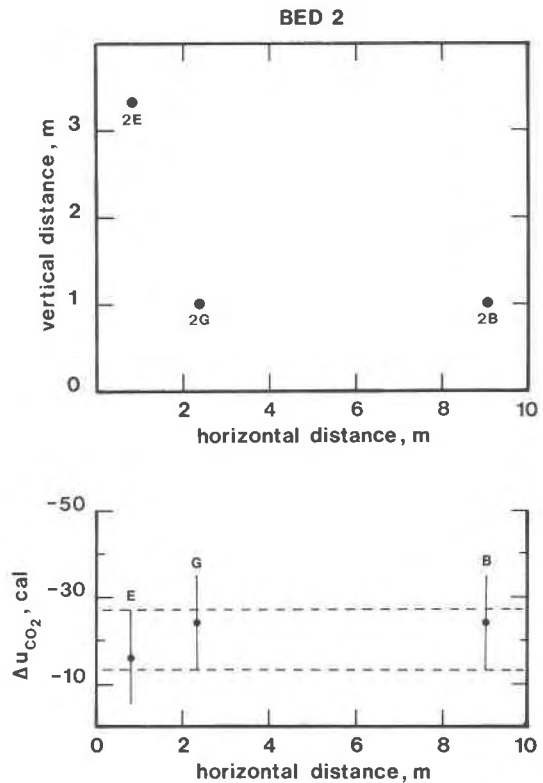 BED 2
vertical distance, m
3
2
1
0
2E
2G
2B
2
4
6
8
10
horizontal distance, m
Δu_CO₂, cal
-50
-30
-10
E
G
B
0
2
4
6
8
10
horizontal distance, m